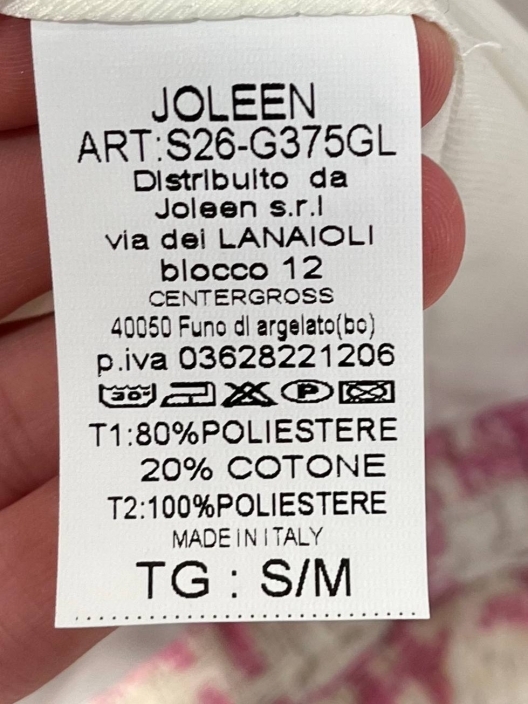 JOLEEN
ART:S26-G375GL
Distribuito da
Joleen s.r.l
via dei LANAIOLI
blocco 12
CENTERGROSS
40050 Funo di argelato(bo)
p.iva 03628221206
30° P
T1:80%POLIESTERE
20% COTONE
T2:100%POLIESTERE
MADE IN ITALY
TG : S/M